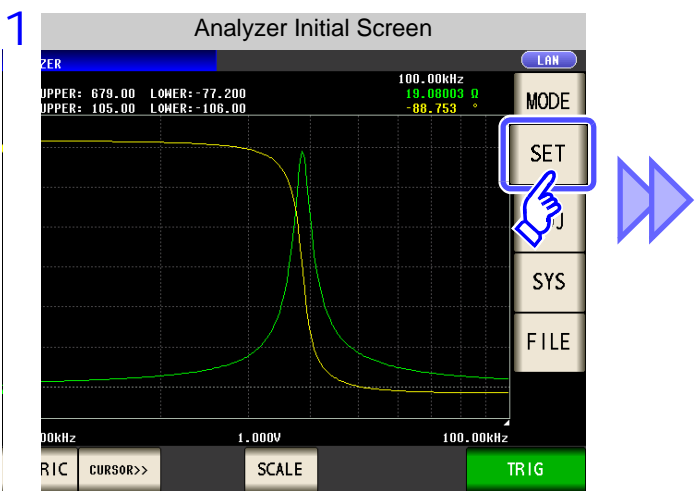 1
Analyzer Initial Screen
ZER
LAN
100.00kHz
UPPER: 679.00 LOWER:-77.200 19.08003 Ω
UPPER: 105.00 LOWER:-106.00 -88.753 °
MODE
SET
SYS
FILE
00kHz 1.000V 100.00kHz
RIC CURSOR>> SCALE TRIG